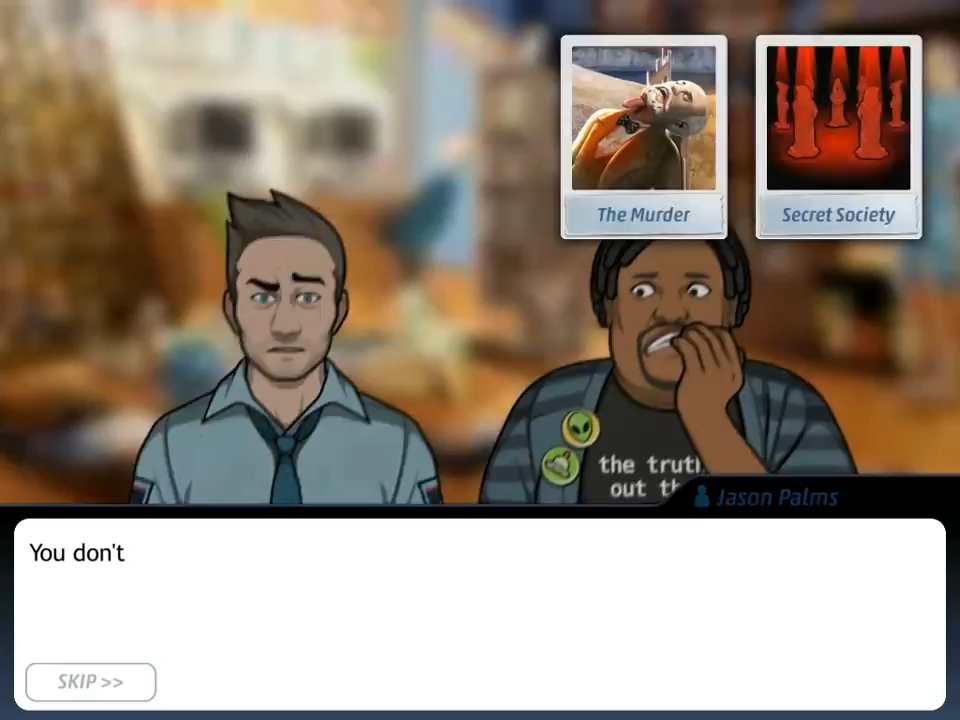 The Murder
Secret Society
the truth
out th
Jason Palms
You don't
SKIP >>